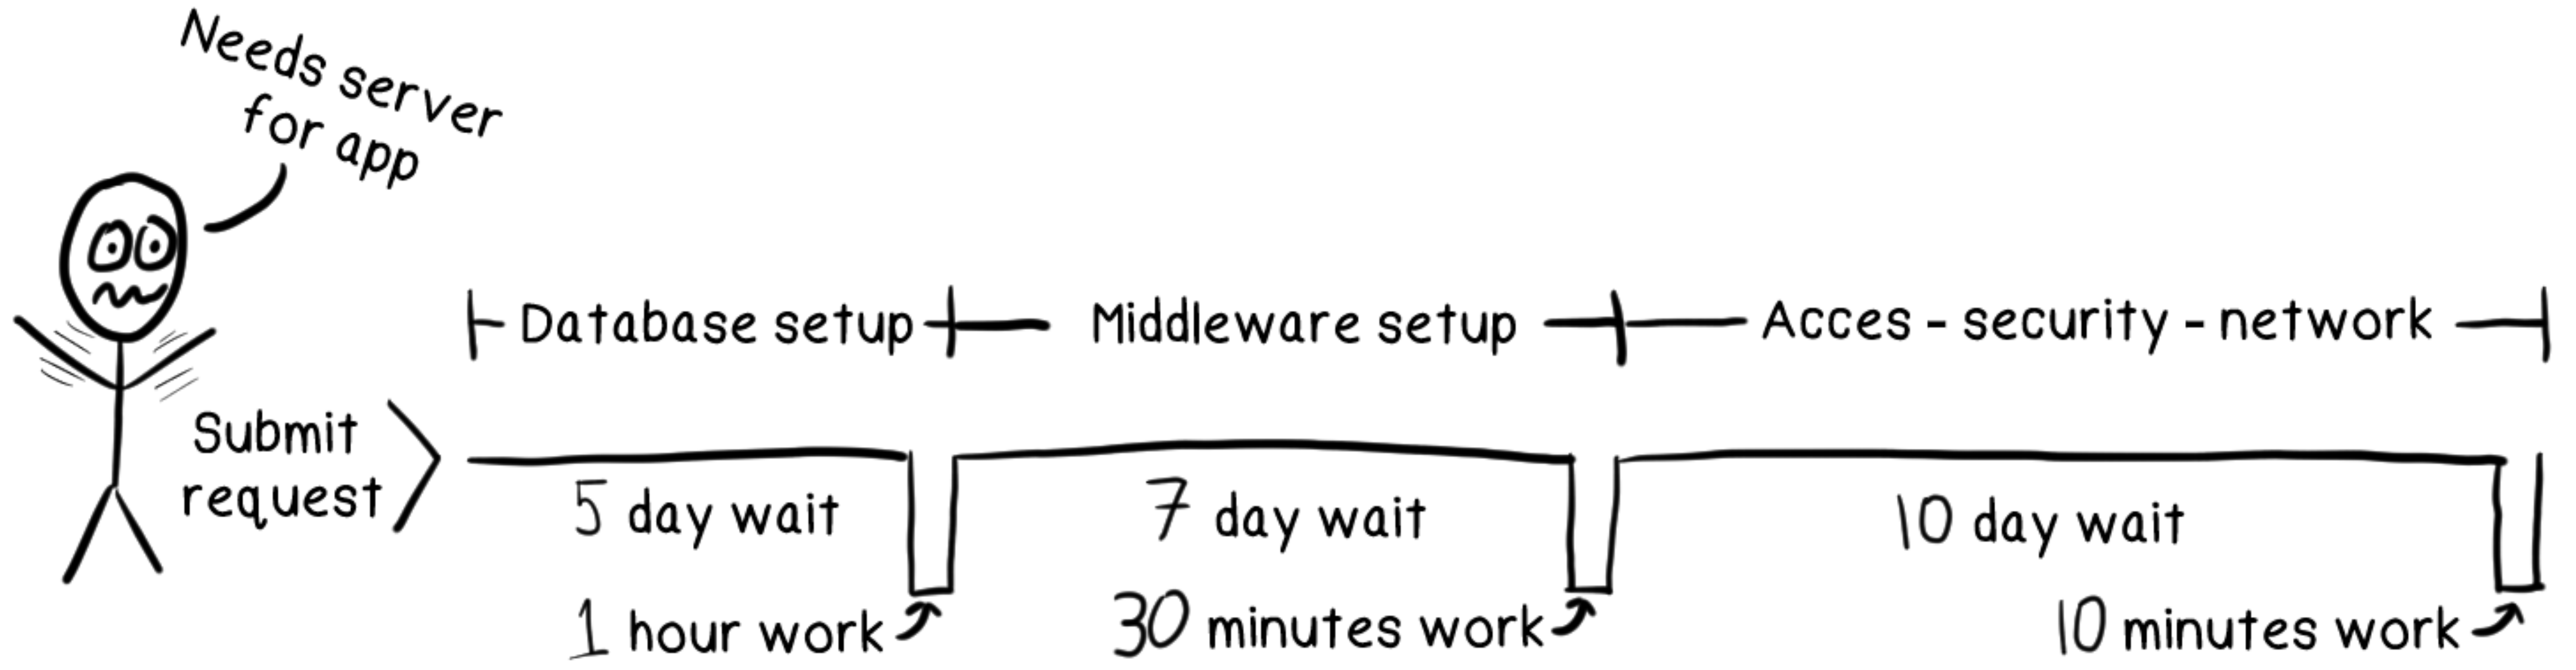 Needs server
for app
Database setup
Middleware setup
Acces - security - network
Submit
request
5 day wait
7 day wait
10 day wait
1 hour work
30 minutes work
10 minutes work